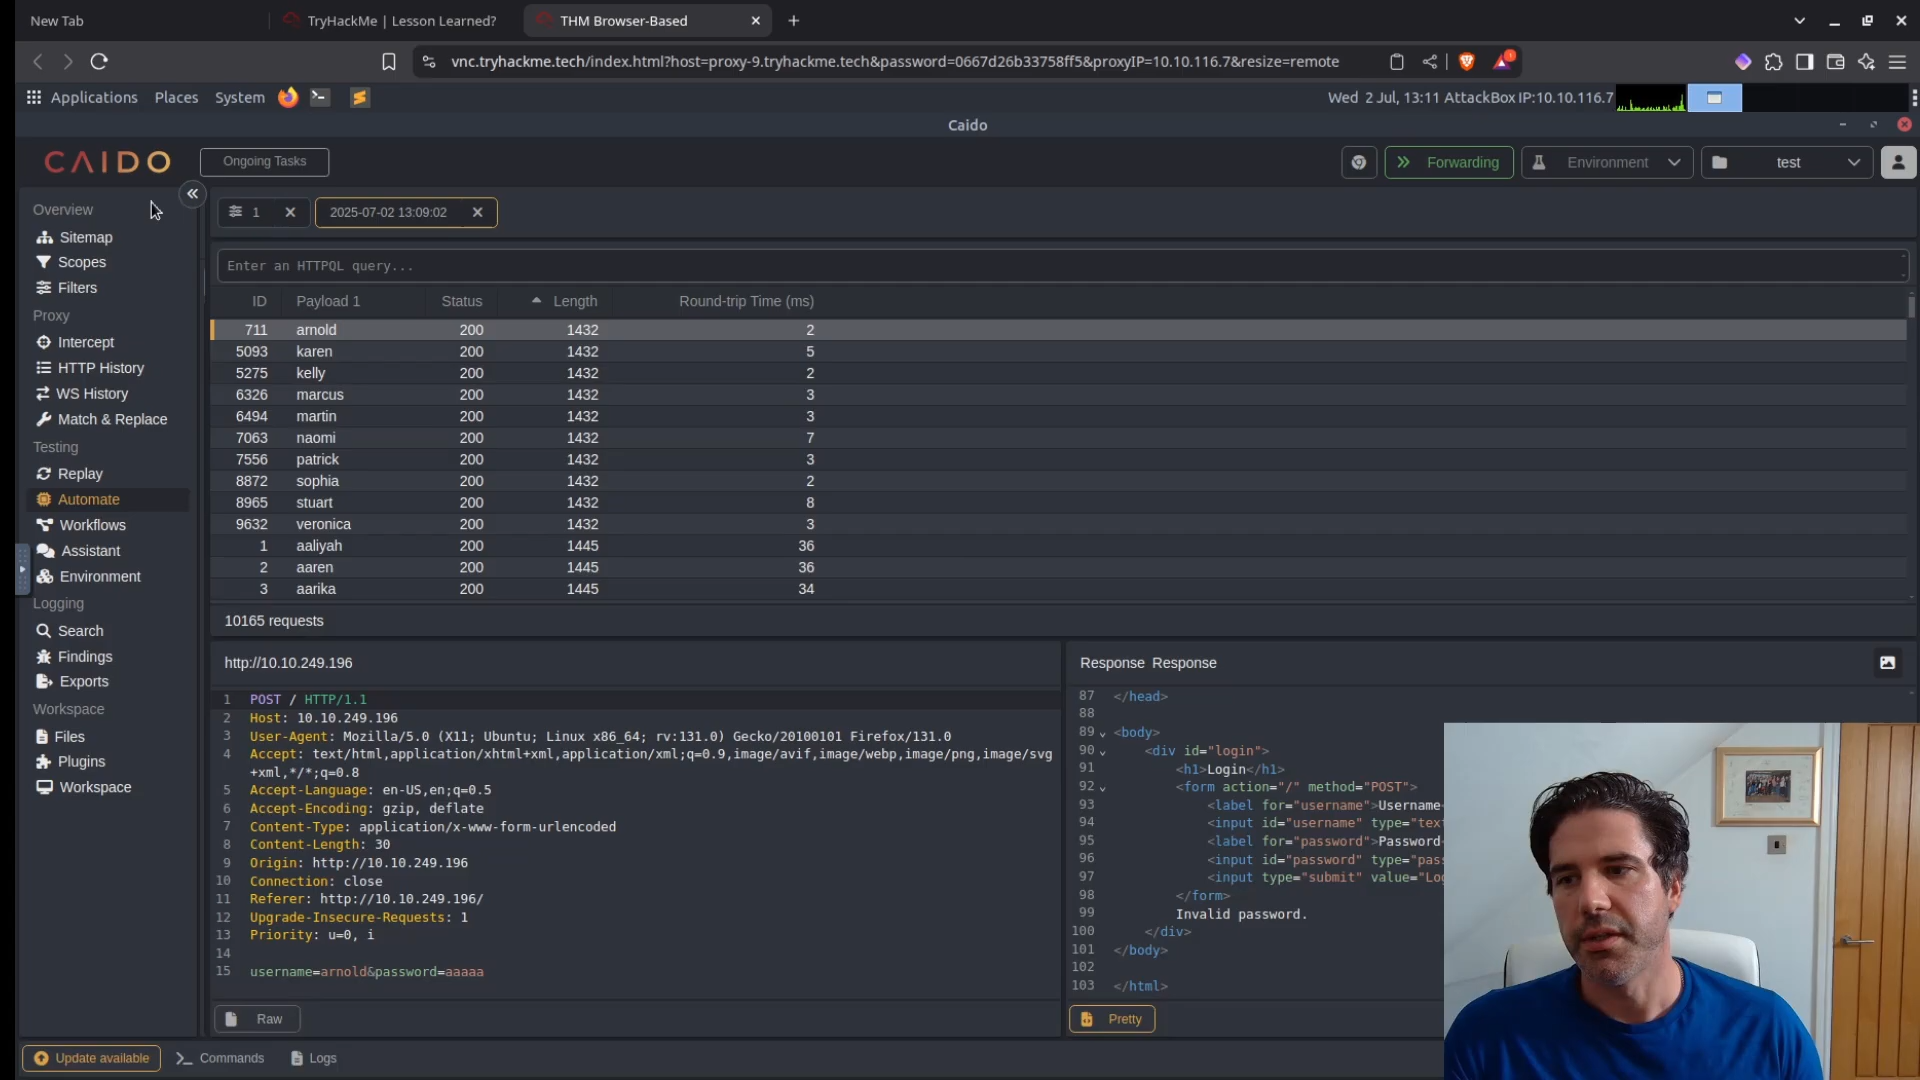 New Tab
TryHackMe | Lesson Learned?
THM Browser-Based
vnc.tryhackme.tech/index.html?host=proxy-9.tryhackme.tech&password=0667d26b33758ff5&proxyIP=10.10.116.7&resize=remote
Applications Places System
Wed 2 Jul, 13:11 AttackBox IP:10.10.116.7
Caido
CAIDO
Ongoing Tasks
Forwarding
Environment
test
Overview
Sitemap
Scopes
Filters
Proxy
Intercept
HTTP History
WS History
Match & Replace
Testing
Replay
Automate
Workflows
Assistant
Environment
Logging
Search
Findings
Exports
Workspace
Files
Plugins
Workspace
1
2025-07-02 13:09:02
Enter an HTTPQL query...
ID Payload 1 Status Length Round-trip Time (ms)
711 arnold 200 1432 2
5093 karen 200 1432 5
5275 kelly 200 1432 2
6326 marcus 200 1432 3
6494 martin 200 1432 3
7063 naomi 200 1432 7
7556 patrick 200 1432 3
8872 sophia 200 1432 2
8965 stuart 200 1432 8
9632 veronica 200 1432 3
1 aaliyah 200 1445 36
2 aaren 200 1445 36
3 aarika 200 1445 34
10165 requests
http://10.10.249.196
1 POST / HTTP/1.1
2 Host: 10.10.249.196
3 User-Agent: Mozilla/5.0 (X11; Ubuntu; Linux x86_64; rv:131.0) Gecko/20100101 Firefox/131.0
4 Accept: text/html,application/xhtml+xml,application/xml;q=0.9,image/avif,image/webp,image/png,image/svg
+xml,*/*;q=0.8
5 Accept-Language: en-US,en;q=0.5
6 Accept-Encoding: gzip, deflate
7 Content-Type: application/x-www-form-urlencoded
8 Content-Length: 30
9 Origin: http://10.10.249.196
10 Connection: close
11 Referer: http://10.10.249.196/
12 Upgrade-Insecure-Requests: 1
13 Priority: u=0, i
14
15 username=arnold&password=aaaaa
Raw
Response Response
87 </head>
88
89 <body>
90 <div id="login">
91 <h1>Login</h1>
92 <form action="/" method="POST">
93 <label for="username">Username
94 <input id="username" type="text
95 <label for="password">Password
96 <input id="password" type="pass
97 <input type="submit" value="Log
98 </form>
99 Invalid password.
100 </div>
101 </body>
102
103 </html>
Pretty
Update available
Commands
Logs